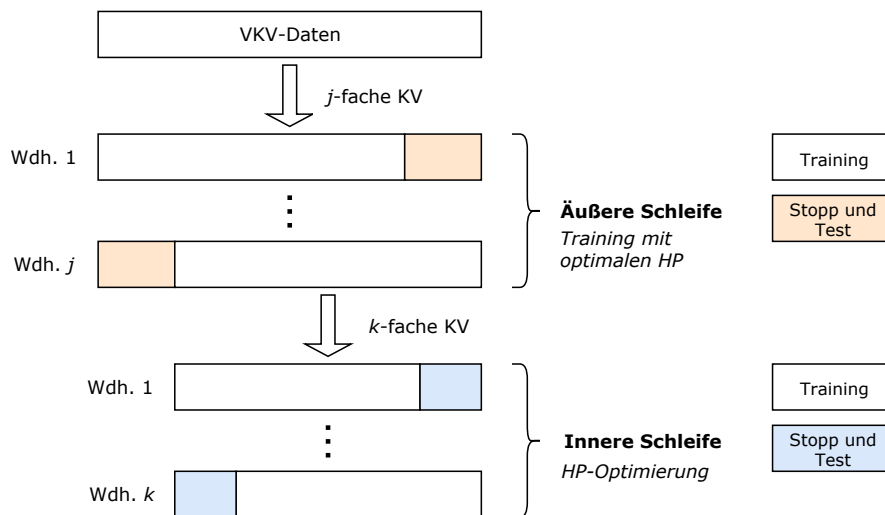 VKV-Daten
j-fache KV
Wdh. 1
Training
Stopp und
Test
Äußere Schleife
Training mit
optimalen HP
Wdh. j
k-fache KV
Wdh. 1
Training
Stopp und
Test
Innere Schleife
HP-Optimierung
Wdh. k